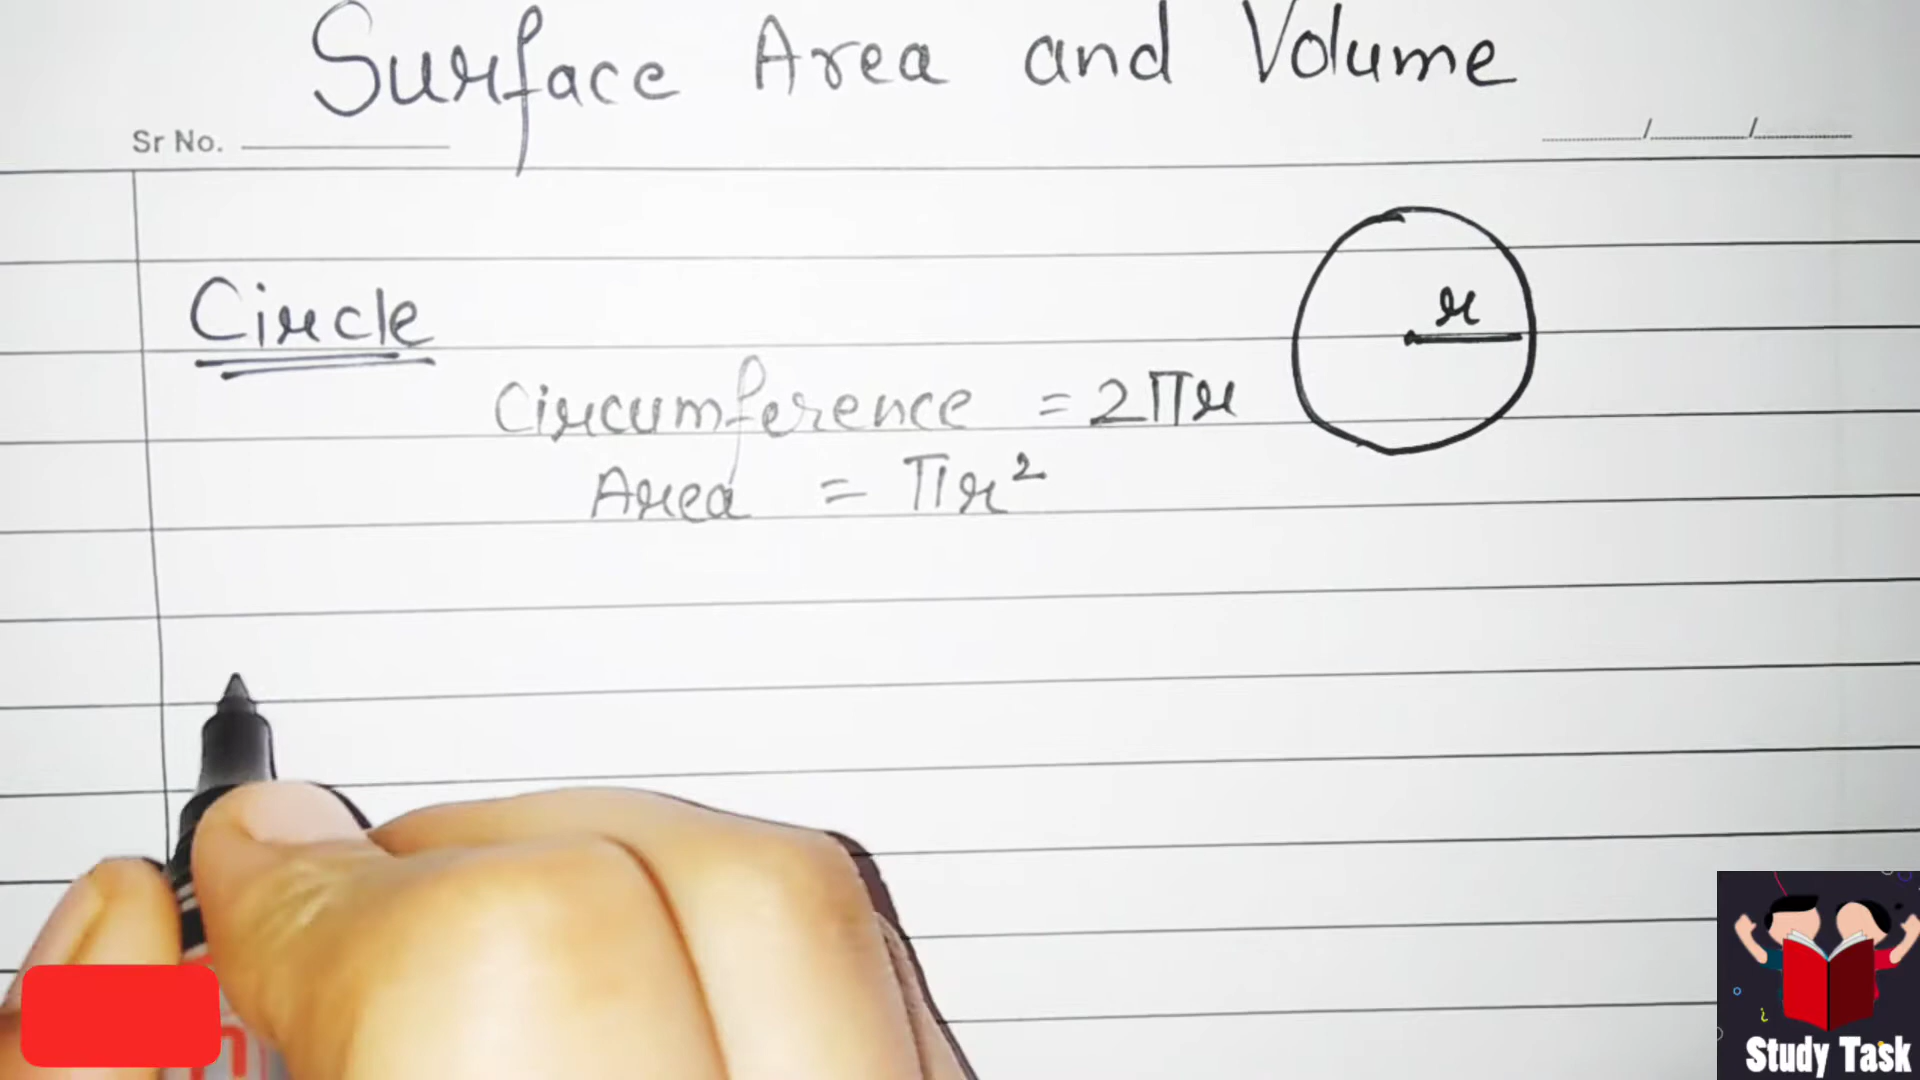 Surface Area and Volume
Sr No.
Circle
r
Circumference = 2πr
Area = πr²
Study Task